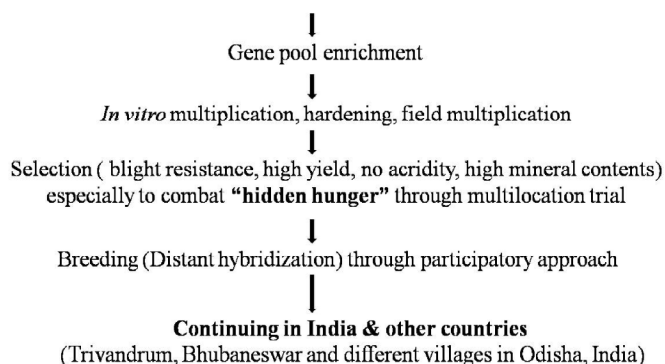 Gene pool enrichment
In vitro multiplication, hardening, field multiplication
Selection ( blight resistance, high yield, no acridity, high mineral contents)
especially to combat “hidden hunger” through multilocation trial
Breeding (Distant hybridization) through participatory approach
Continuing in India & other countries
(Trivandrum, Bhubaneswar and different villages in Odisha, India)